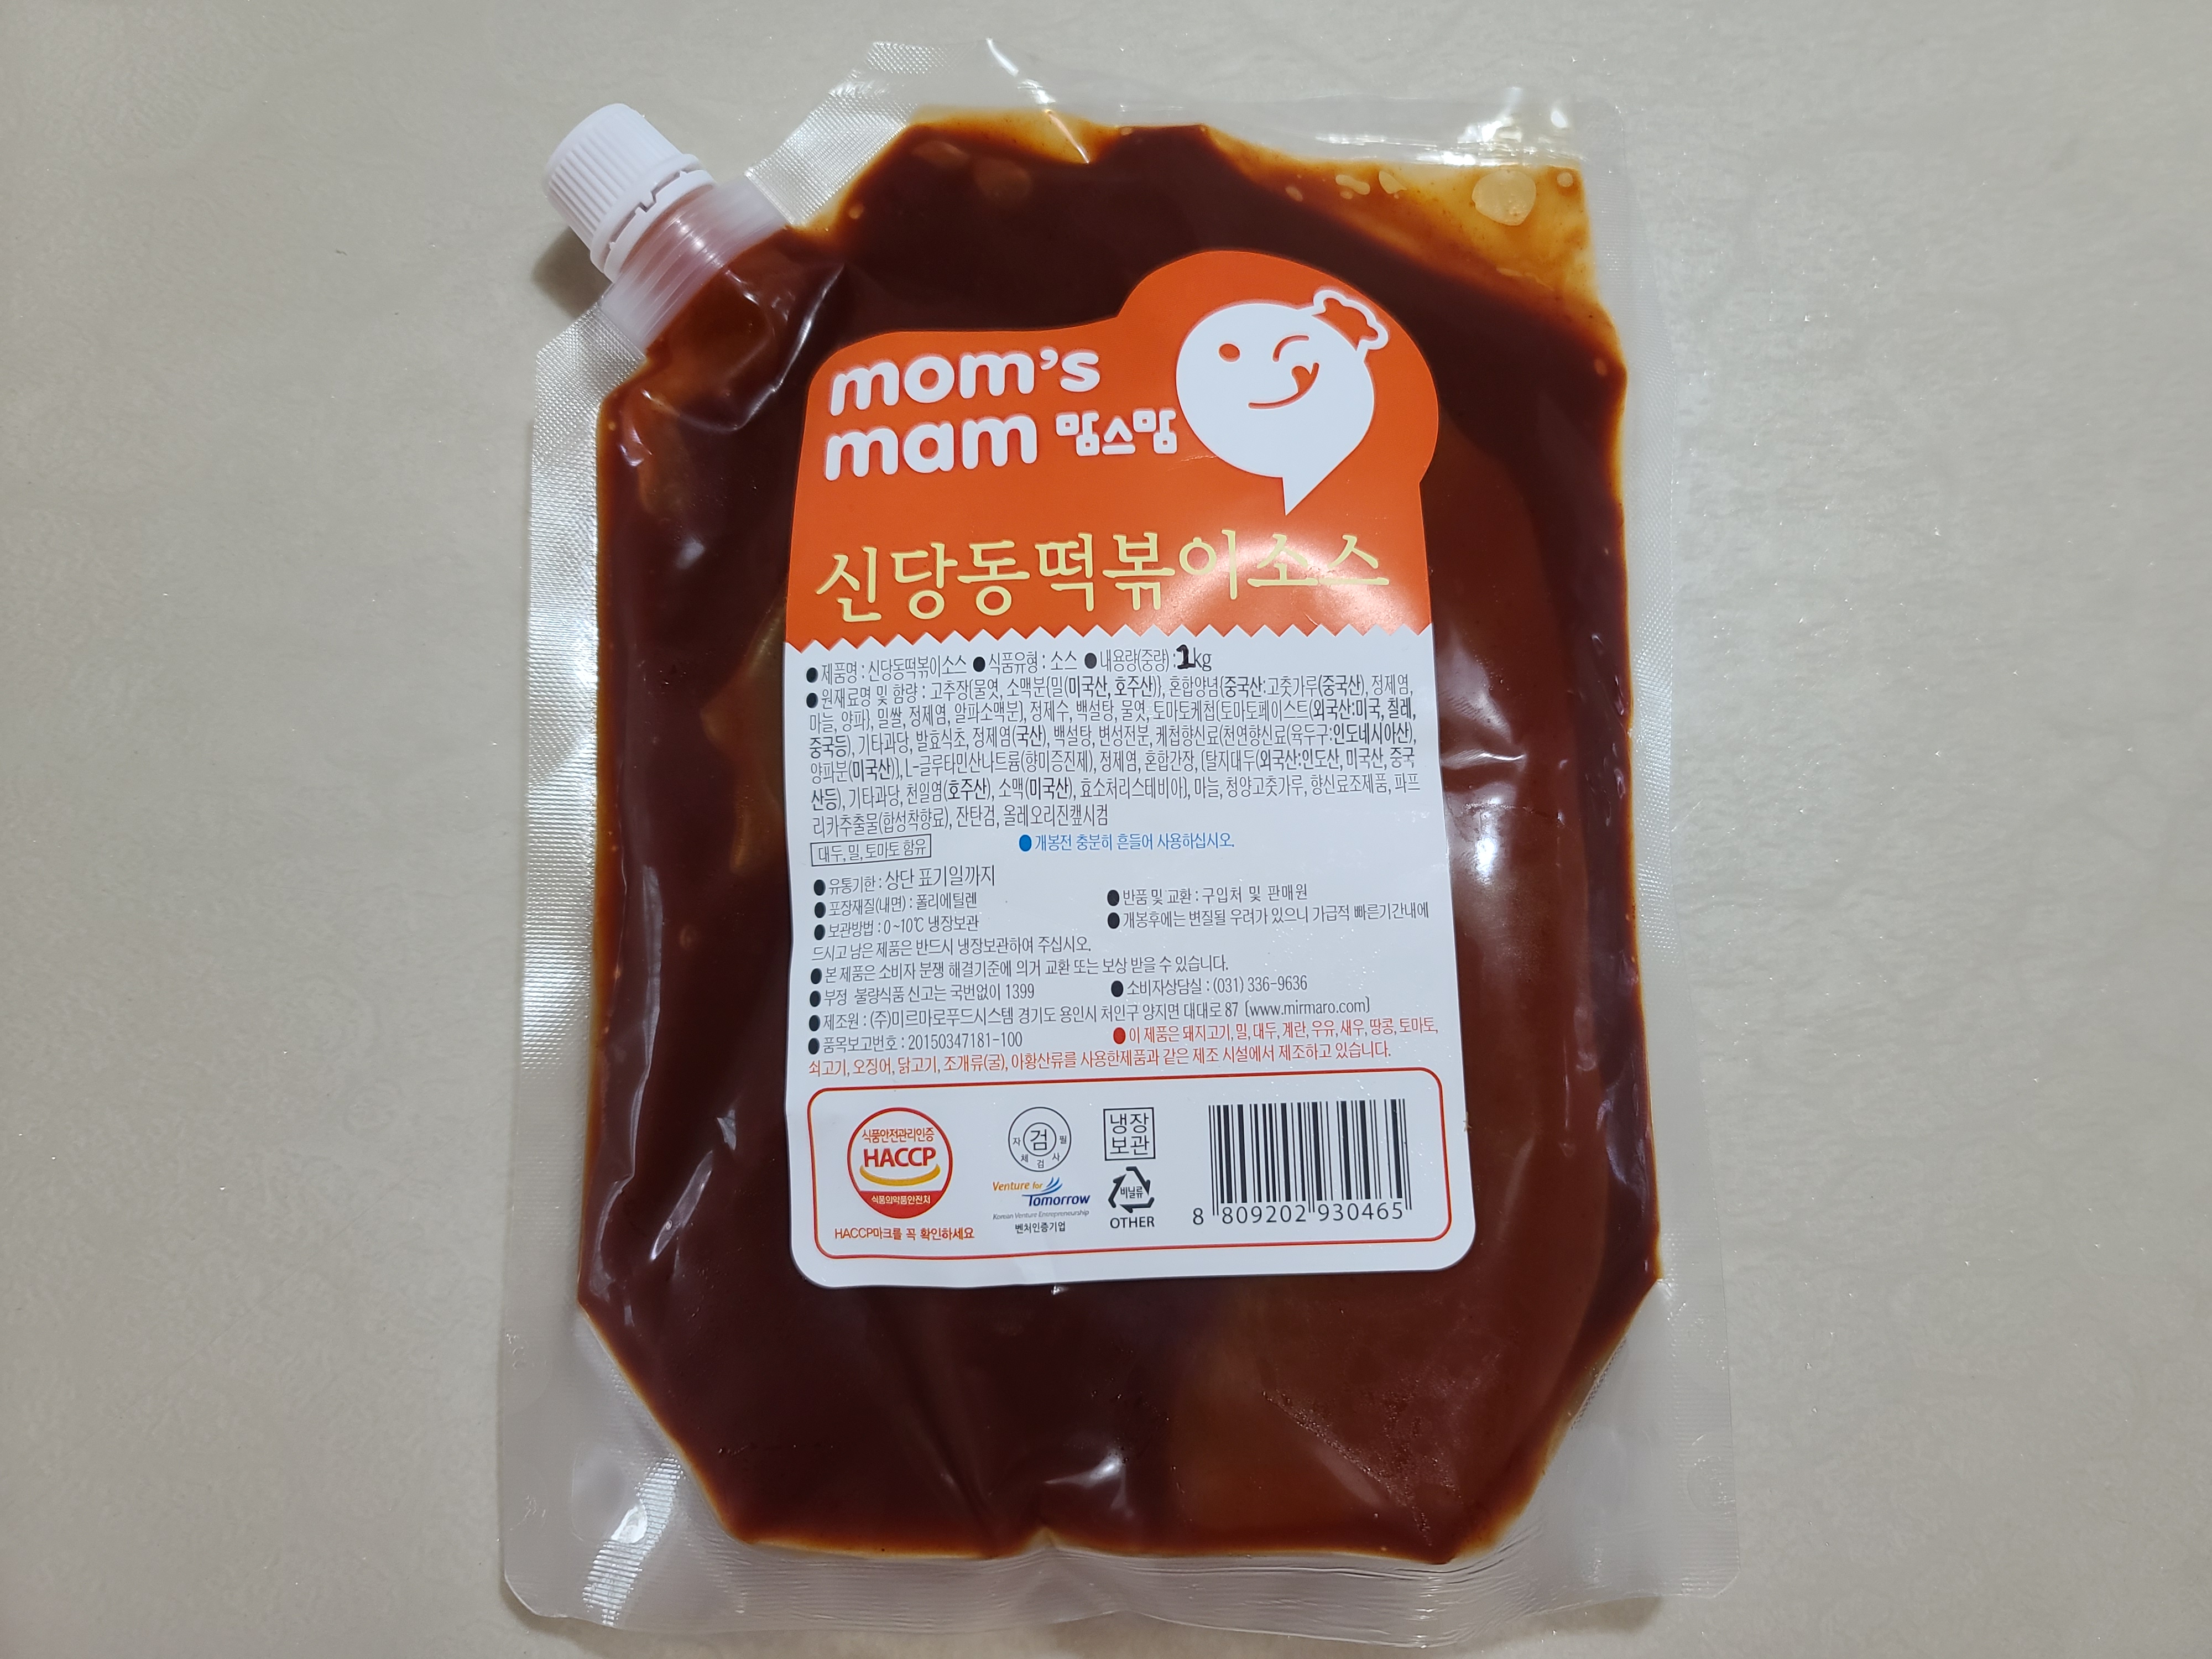 mom's
mam 맘스맘
신당동떡볶이소스
●제품명 : 신당동떡볶이소스 ●식품유형 : 소스 ●내용량(중량) : 1kg
●원재료명 및 함량 : 고추장{물엿, 소맥분{밀(미국산, 호주산)}, 혼합양념{중국산:고춧가루(중국산), 정제염,
마늘, 양파}, 밀쌀, 정제염, 알파소맥분}, 정제수, 백설탕, 물엿, 토마토케첩{토마토페이스트(외국산:미국, 칠레,
중국등), 기타과당, 발효식초, 정제염(국산), 백설탕, 변성전분, 케첩향신료(천연향신료(육두구:인도네시아산),
양파분(미국산)}, L-글루타민산나트륨(향미증진제), 정제염, 혼합간장, {탈지대두(외국산:인도산, 미국산, 중국
산등), 기타과당, 천일염(호주산), 소맥(미국산), 효소처리스테비아}, 마늘, 청양고춧가루, 향신료조제품, 파프
리카추출물(합성착향료), 잔탄검, 올레오리진캪시컴
대두, 밀, 토마토 함유 ●개봉전 충분히 흔들어 사용하십시오.
●유통기한 : 상단 표기일까지
●포장재질(내면) : 폴리에틸렌 ●반품 및 교환 : 구입처 및 판매원
●보관방법 : 0~10℃ 냉장보관 ●개봉후에는 변질될 우려가 있으니 가급적 빠른기간내에
드시고 남은 제품은 반드시 냉장보관하여 주십시오.
●본 제품은 소비자 분쟁 해결기준에 의거 교환 또는 보상 받을 수 있습니다.
●부정 불량식품 신고는 국번없이 1399 ●소비자상담실 : (031) 336-9636
●제조원 : (주)미르마로푸드시스템 경기도 용인시 처인구 양지면 대대로 87 (www.mirmaro.com)
●품목보고번호 : 20150347181-100 ●이 제품은 돼지고기, 밀, 대두, 계란, 우유, 새우, 땅콩, 토마토,
쇠고기, 오징어, 닭고기, 조개류(굴), 아황산류를 사용한제품과 같은 제조 시설에서 제조하고 있습니다.
식품안전관리인증
HACCP
식품의약품안전처
HACCP마크를 꼭 확인하세요
검
자체검사필
Venture for
Tomorrow
Korean Venture Entrepreneurship
벤처인증기업
냉장
보관
비닐류
OTHER
8 809202 930465